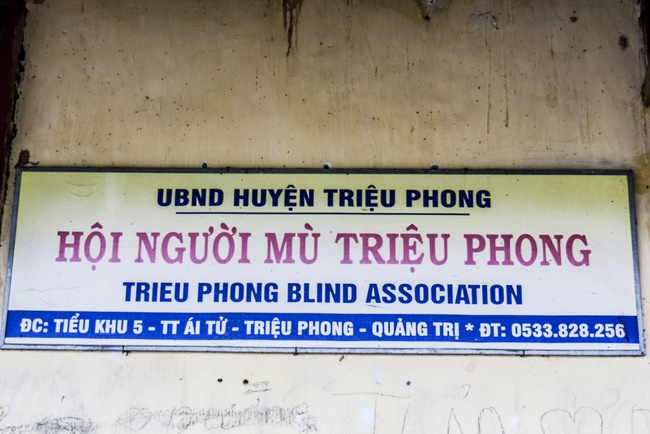 UBND HUYỆN TRIỆU PHONG
HỘI NGƯỜI MÙ TRIỆU PHONG
TRIEU PHONG BLIND ASSOCIATION
ĐC: TIỂU KHU 5 - TT ÁI TỬ - TRIỆU PHONG - QUẢNG TRỊ * ĐT: 0533.828.256